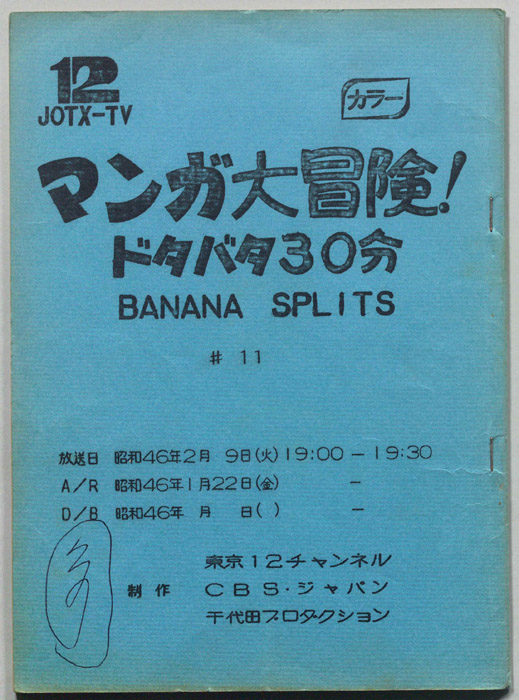 12
JOTX-TV
カラー
マンガ大冒険!
ドタバタ30分
BANANA SPLITS
# 11
放送日 昭和46年2月 9日(火)19:00 — 19:30
A/R 昭和46年1月22日(金) —
D/B 昭和46年 月 日( ) —
東京12チャンネル
制作 CBS・ジャパン
千代田プロダクション